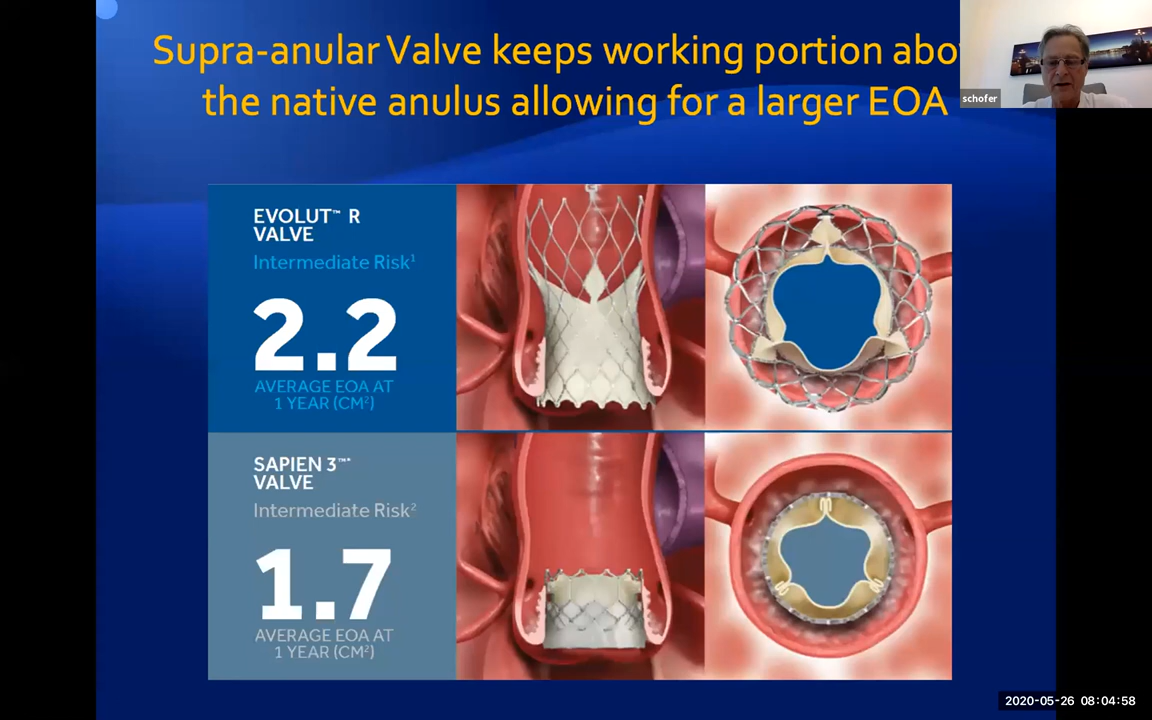 Supra-anular Valve keeps working portion abo
the native anulus allowing for a larger EOA
schofer
EVOLUT™ R
VALVE
Intermediate Risk¹
2.2
AVERAGE EOA AT
1 YEAR (CM²)
SAPIEN 3™*
VALVE
Intermediate Risk²
1.7
AVERAGE EOA AT
1 YEAR (CM²)
2020-05-26 08:04:58